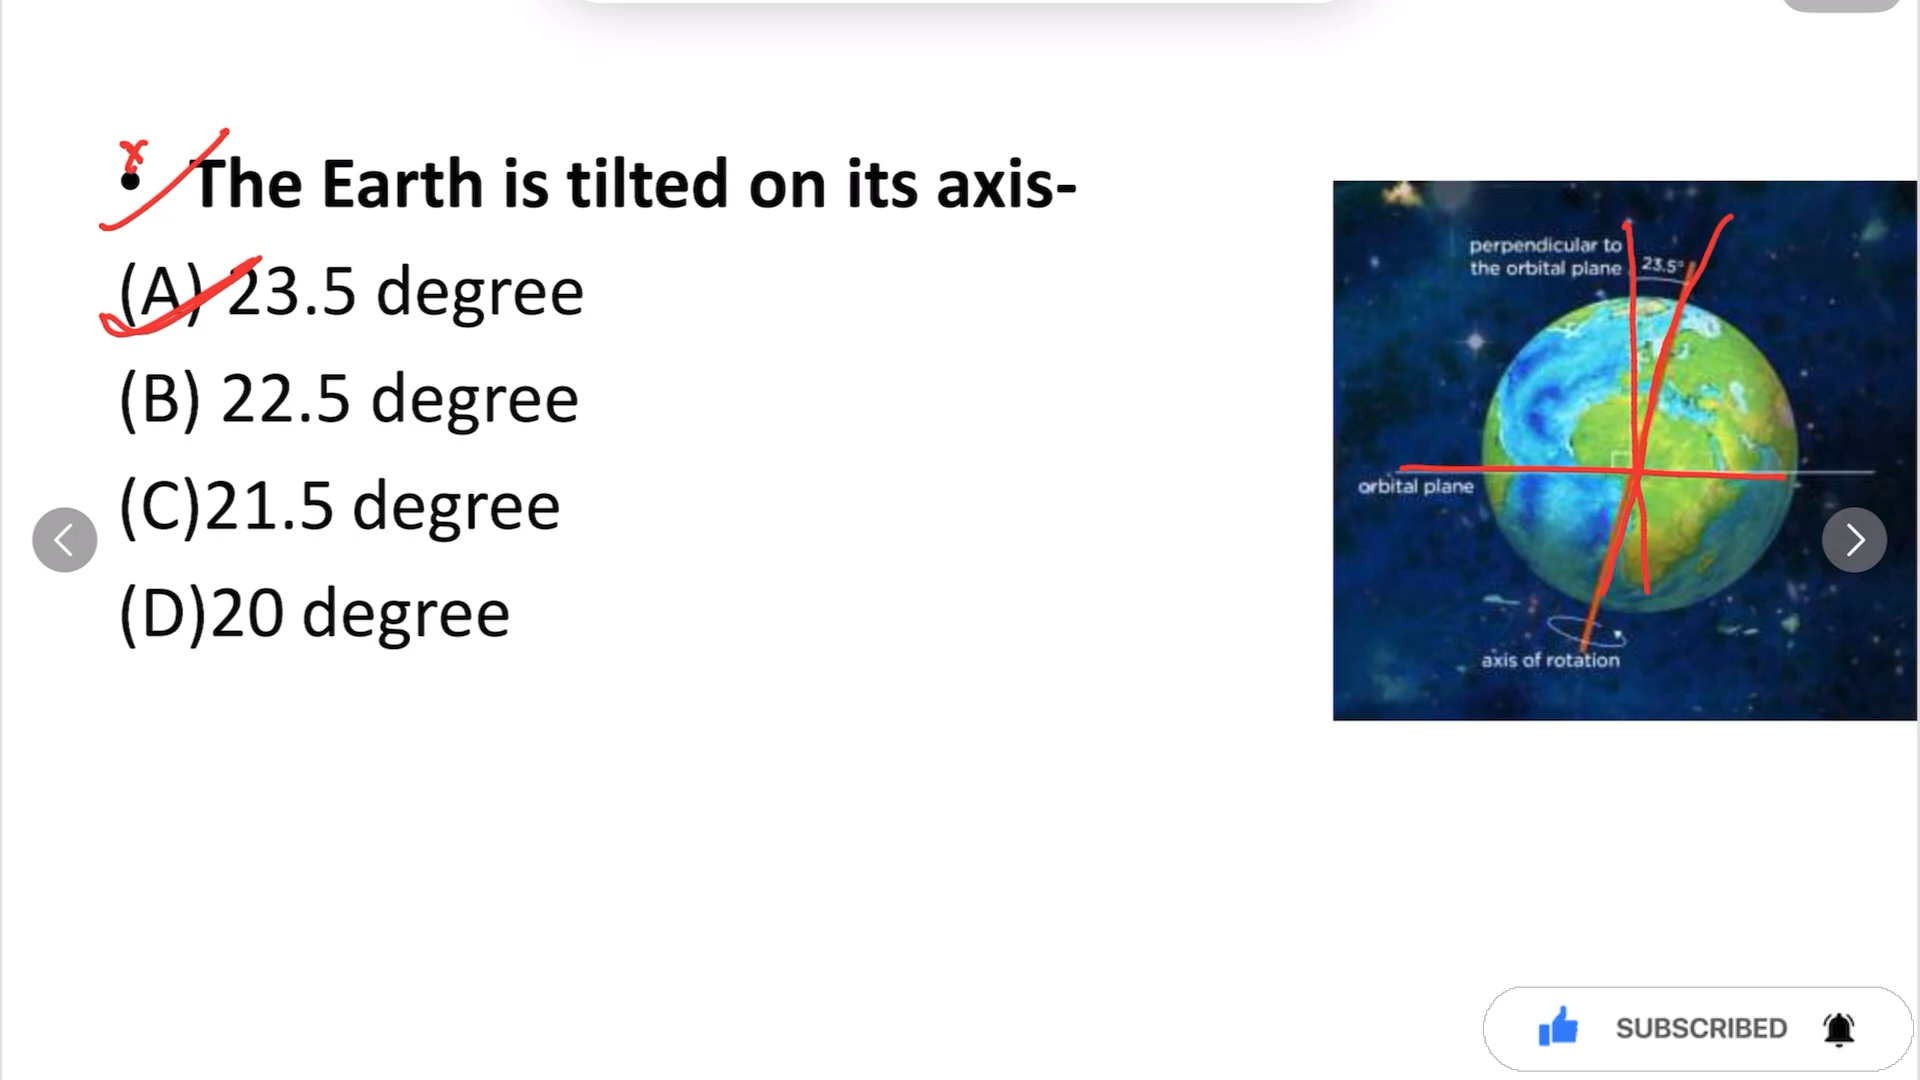 • The Earth is tilted on its axis-
(A) 23.5 degree
(B) 22.5 degree
(C)21.5 degree
(D)20 degree
perpendicular to
the orbital plane
23.5°
orbital plane
axis of rotation
SUBSCRIBED